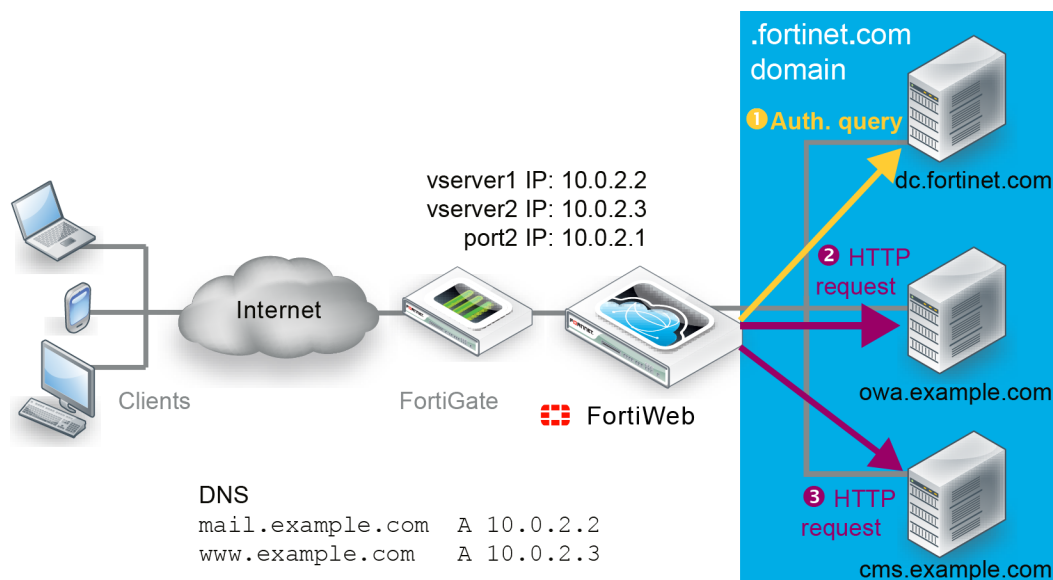 .fortinet.com
domain
1 Auth. query
dc.fortinet.com
vserver1 IP: 10.0.2.2
vserver2 IP: 10.0.2.3
port2 IP: 10.0.2.1
2 HTTP
request
Internet
FORTINET
FORTINET
owa.example.com
Clients
FortiGate
FortiWeb
3 HTTP
request
cms.example.com
DNS
mail.example.com A 10.0.2.2
www.example.com A 10.0.2.3